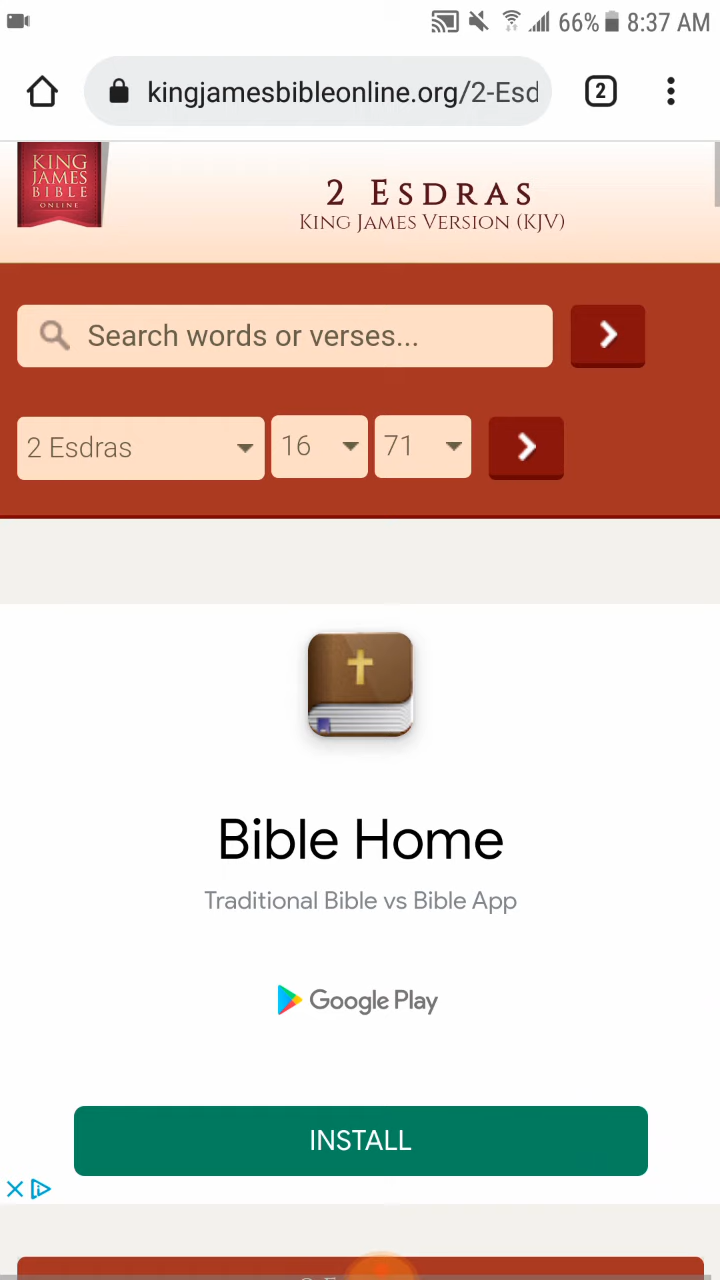 66% 8:37 AM
kingjamesbibleonline.org/2-Esd
2
KING
JAMES
BIBLE
ONLINE
2 ESDRAS
KING JAMES VERSION (KJV)
Search words or verses...
2 Esdras 16 71
Bible Home
Traditional Bible vs Bible App
Google Play
INSTALL